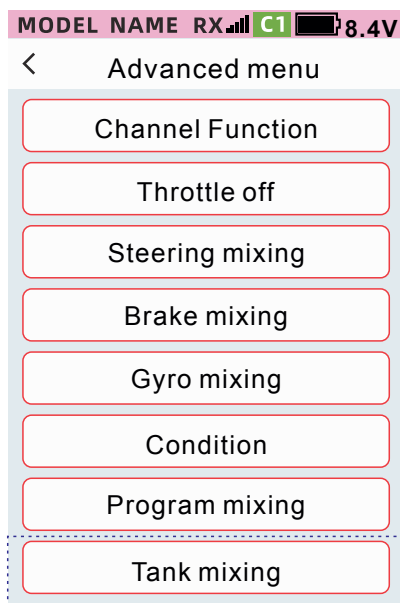 MODEL NAME RX C1 8.4V
Advanced menu
Channel Function
Throttle off
Steering mixing
Brake mixing
Gyro mixing
Condition
Program mixing
Tank mixing